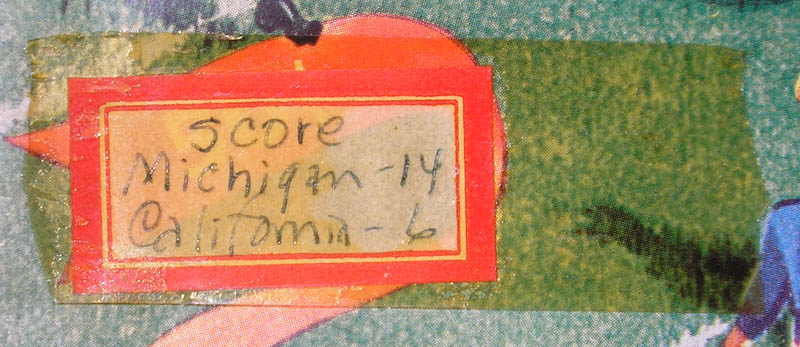 score
Michigan - 14
California - 6